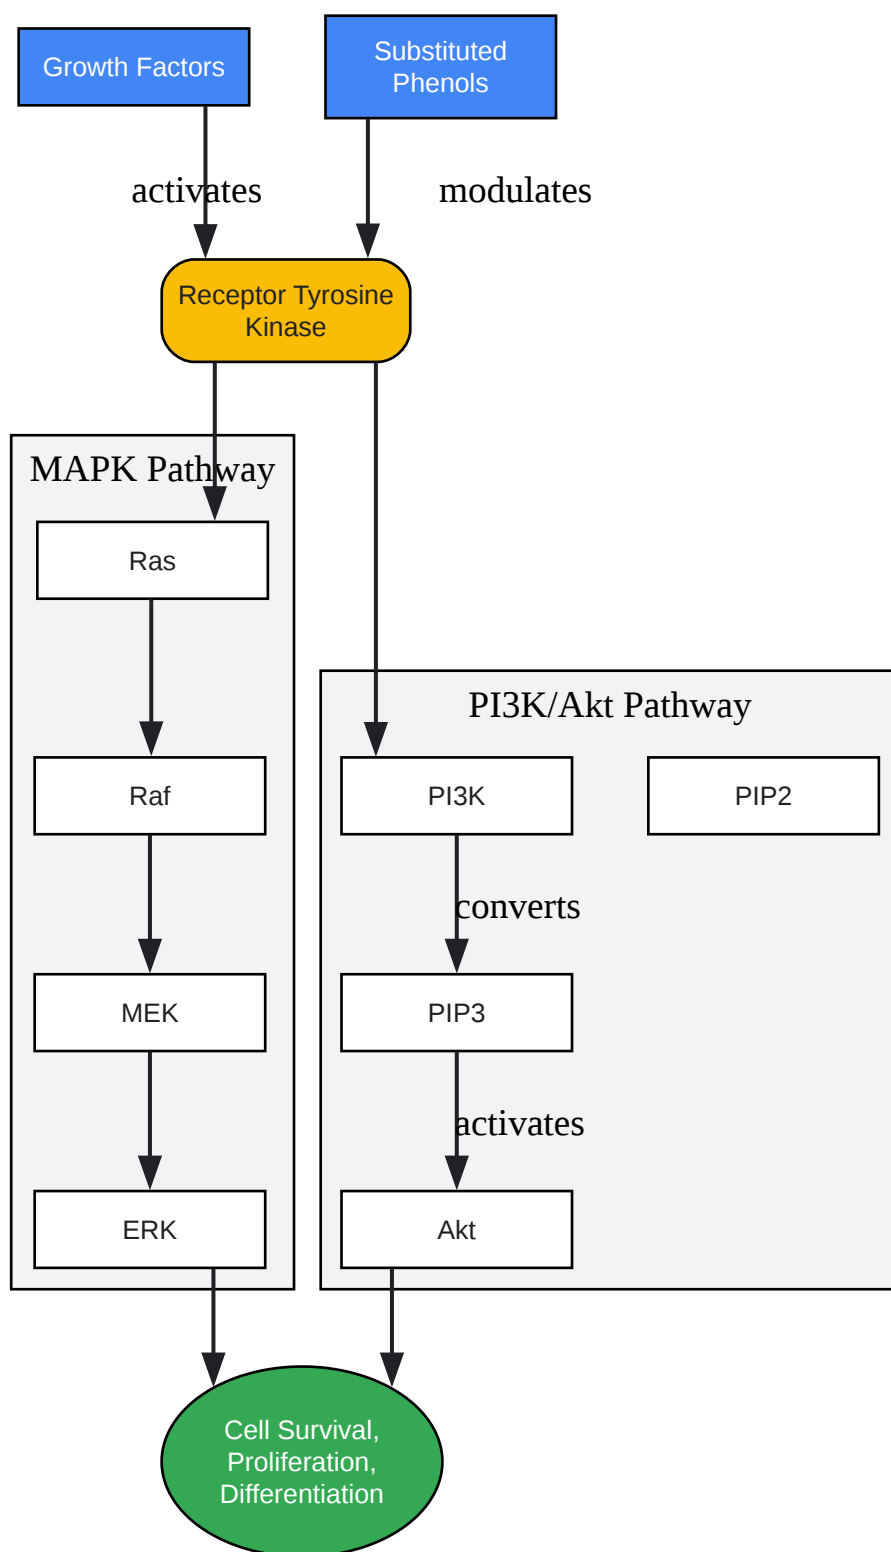 Growth Factors
Substituted
Phenols
activates
modulates
Receptor Tyrosine
Kinase
MAPK Pathway
Ras
PI3K/Akt Pathway
Raf
PI3K
PIP2
converts
MEK
PIP3
activates
ERK
Akt
Cell Survival,
Proliferation,
Differentiation